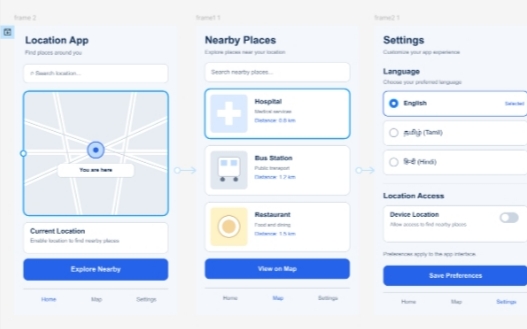 frame 2
Location App
Find places around you
Search location...
You are here
Current Location
Enable location to find nearby places
Explore Nearby
Home Map Settings
frame1 1
Nearby Places
Explore places near your location
Search nearby places...
Hospital
Medical services
Distance: 0.8 km
Bus Station
Public transport
Distance: 1.2 km
Restaurant
Food and dining
Distance: 1.5 km
View on Map
Home Map Settings
frame2 1
Settings
Customize your app experience
Language
Choose your preferred language
English
Selected
தமிழ் (Tamil)
हिन्दी (Hindi)
Location Access
Device Location
Allow access to find nearby places
Preferences apply to the app interface.
Save Preferences
Home Map Settings